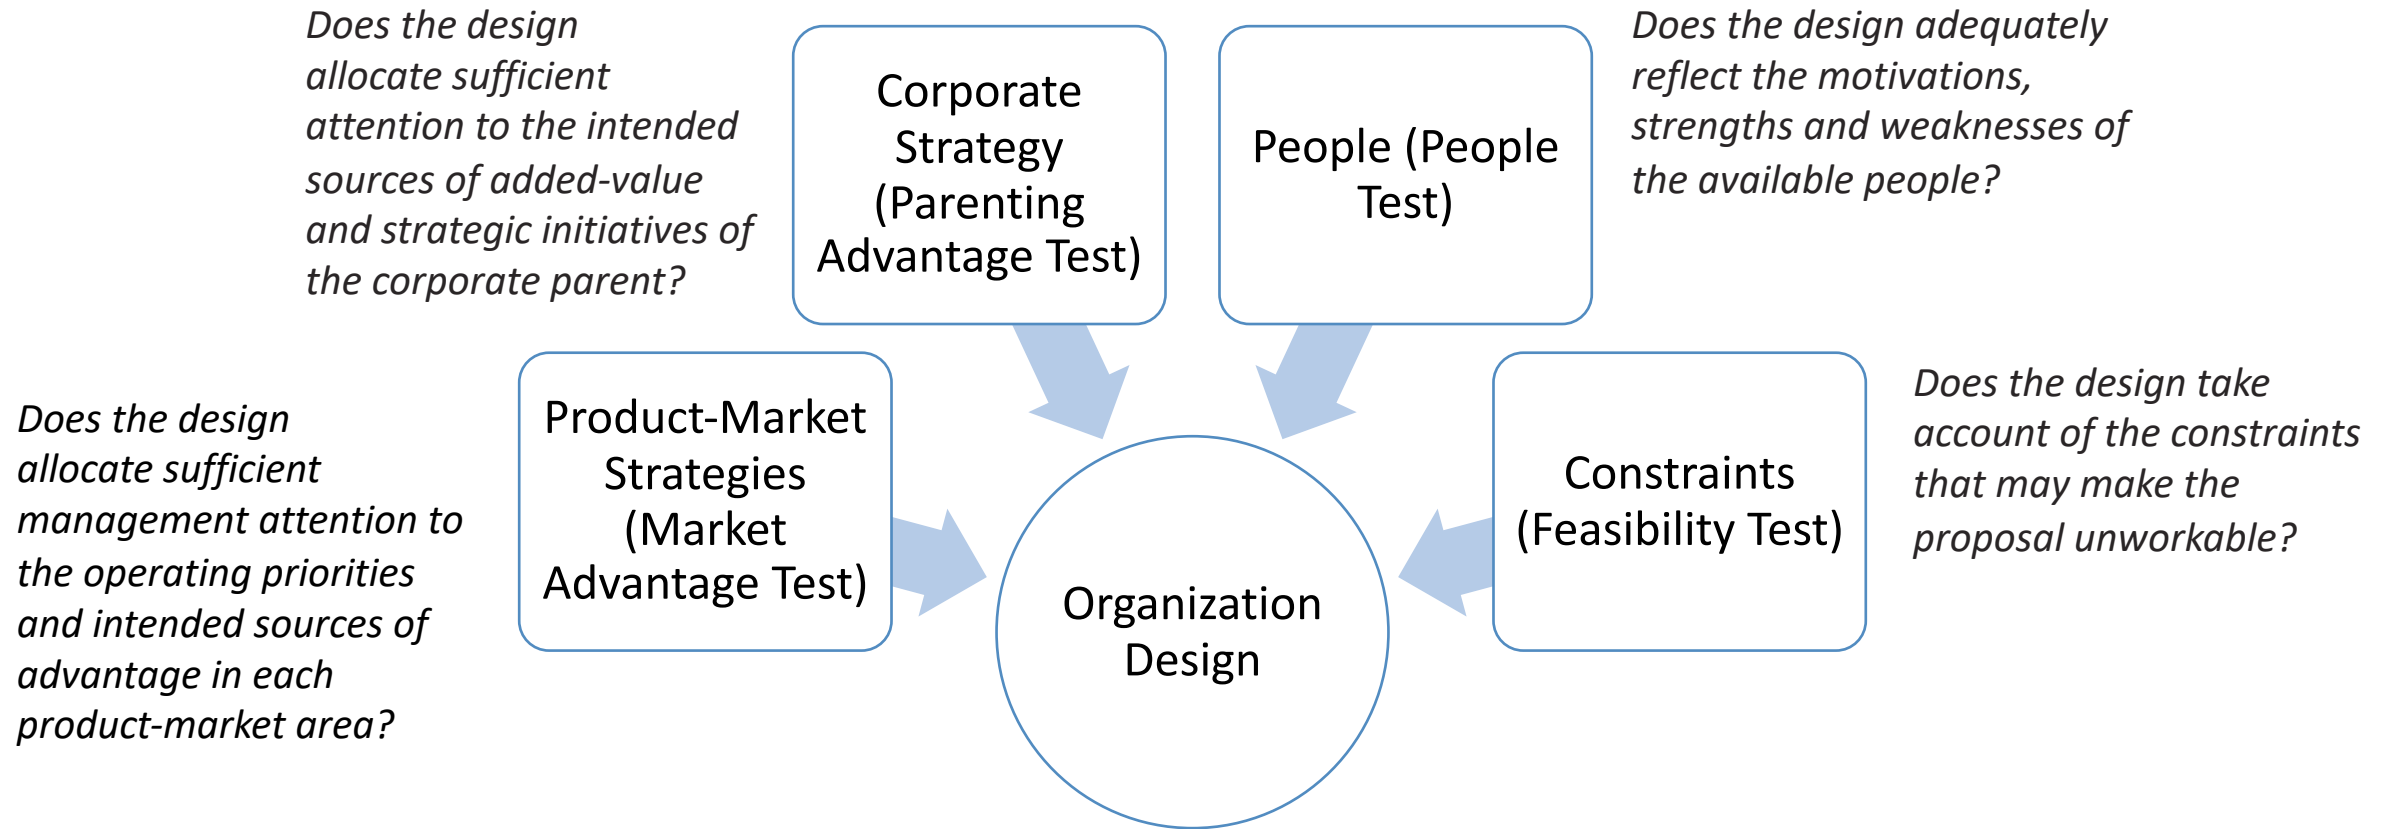 Does the design
allocate sufficient
attention to the intended
sources of added-value
and strategic initiatives of
the corporate parent?
Corporate
Strategy
(Parenting
Advantage Test)
People (People
Test)
Does the design adequately
reflect the motivations,
strengths and weaknesses of
the available people?
Does the design
allocate sufficient
management attention to
the operating priorities
and intended sources of
advantage in each
product-market area?
Product-Market
Strategies
(Market
Advantage Test)
Organization
Design
Constraints
(Feasibility Test)
Does the design take
account of the constraints
that may make the
proposal unworkable?